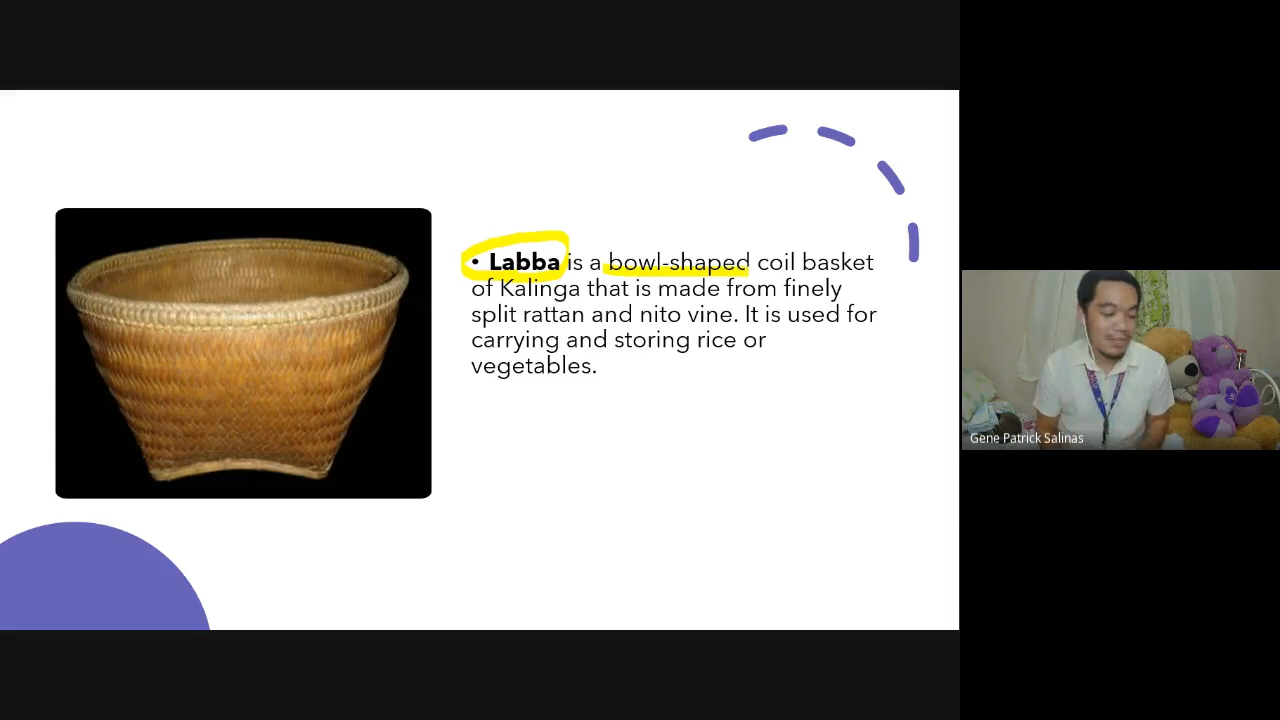 • Labba is a bowl-shaped coil basket
of Kalinga that is made from finely
split rattan and nito vine. It is used for
carrying and storing rice or
vegetables.
Gene Patrick Salinas